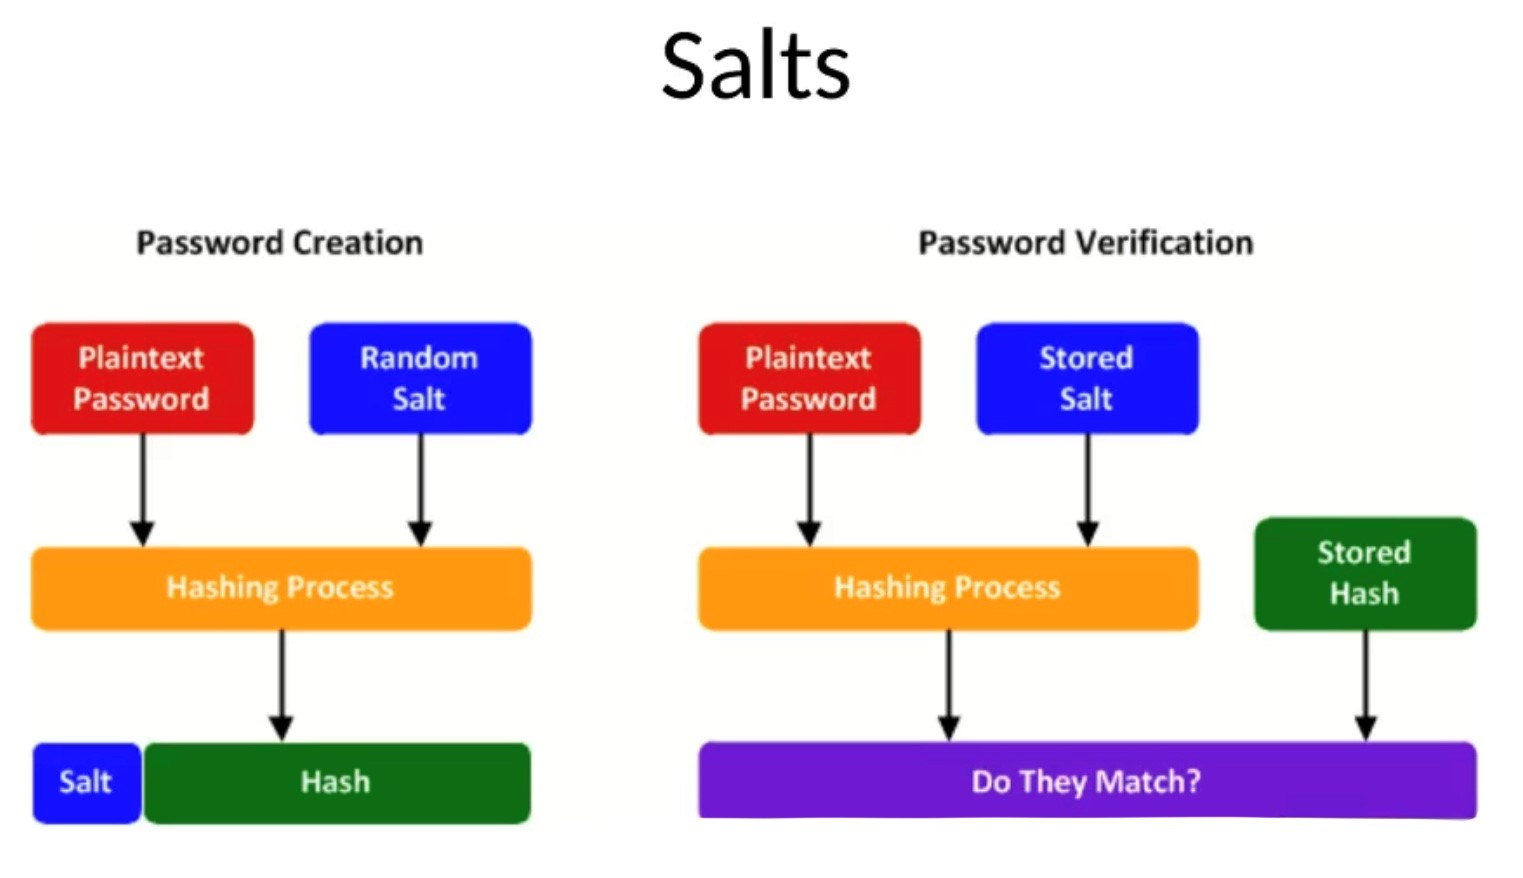 Salts
Password Creation
Plaintext
Password
Random
Salt
Hashing Process
Salt
Hash
Password Verification
Plaintext
Password
Stored
Salt
Hashing Process
Stored
Hash
Do They Match?